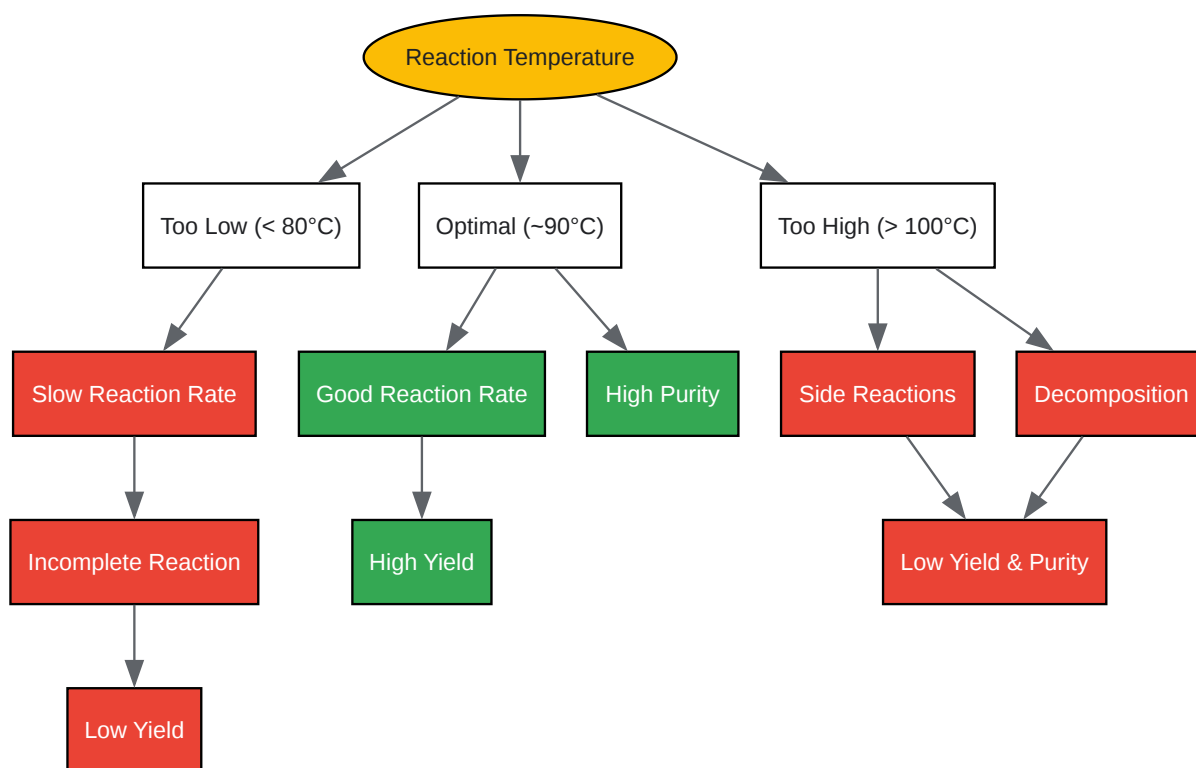 Reaction Temperature
Too Low (< 80°C)
Optimal (~90°C)
Too High (> 100°C)
Slow Reaction Rate
Good Reaction Rate
High Purity
Side Reactions
Decomposition
Incomplete Reaction
High Yield
Low Yield & Purity
Low Yield